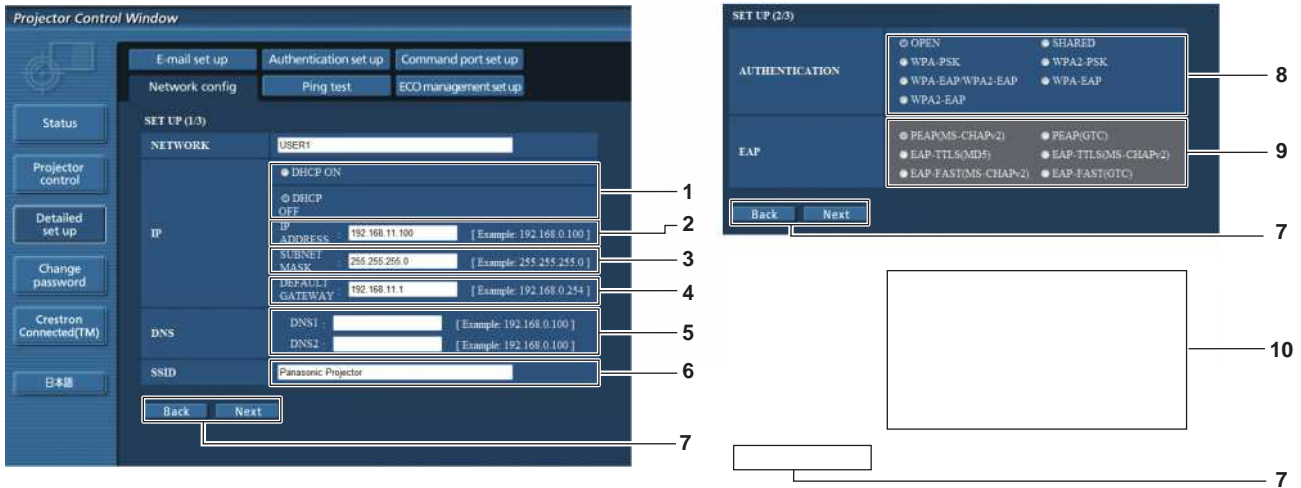 Projector Control Window
E-mail set up
Authentication set up
Command port set up
Network config
Ping test
ECO management set up
Status
Projector
control
Detailed
set up
Change
password
Crestron
Connected(TM)
日本語
SET UP (1/3)
NETWORK
USER1
IP
DHCP ON
DHCP
OFF
1
IP
ADDRESS : 192.168.11.100 [ Example: 192.168.0.100 ]
2
SUBNET
MASK : 255.255.255.0 [ Example: 255.255.255.0 ]
3
DEFAULT
GATEWAY : 192.168.11.1 [ Example: 192.168.0.254 ]
4
DNS
DNS1 : [ Example: 192.168.0.100 ]
DNS2 : [ Example: 192.168.0.100 ]
5
SSID
Panasonic Projector
6
Back Next
7
SET UP (2/3)
AUTHENTICATION
OPEN SHARED
WPA-PSK WPA2-PSK
WPA-EAP/WPA2-EAP WPA-EAP
WPA2-EAP
8
EAP
PEAP(MS-CHAPv2) PEAP(GTC)
EAP-TTLS(MD5) EAP-TTLS(MS-CHAPv2)
EAP-FAST(MS-CHAPv2) EAP-FAST(GTC)
9
Back Next
7
10
7